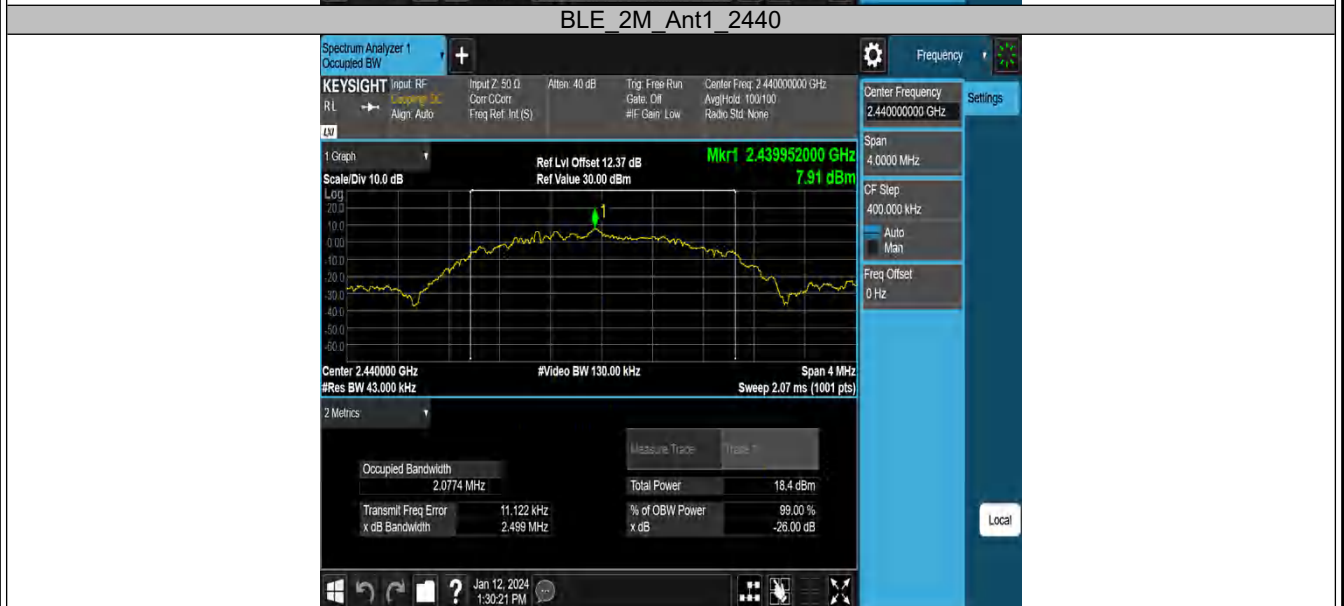 BLE_2M_Ant1_2440
Spectrum Analyzer 1
Occupied BW
+
Frequency
KEYSIGHT
Input: RF
Input Z: 50 Ω
Atten: 40 dB
Trig: Free Run
Center Freq: 2.440000000 GHz
RL
Coupling: DC
Corr CCorr
Gate: Off
Avg|Hold: 100/100
Align: Auto
Freq Ref: Int (S)
#IF Gain: Low
Radio Std: None
LXI
Center Frequency
2.440000000 GHz
Settings
Span
4.0000 MHz
CF Step
400.000 kHz
Auto
Man
Freq Offset
0 Hz
1 Graph
Ref Lvl Offset 12.37 dB
Mkr1 2.439952000 GHz
Scale/Div 10.0 dB
Ref Value 30.00 dBm
7.91 dBm
Log
20.0
10.0
0.00
-10.0
-20.0
-30.0
-40.0
-50.0
-60.0
1
Center 2.440000 GHz
#Video BW 130.00 kHz
Span 4 MHz
#Res BW 43.000 kHz
Sweep 2.07 ms (1001 pts)
2 Metrics
Measure Trace
Trace 1
Occupied Bandwidth
2.0774 MHz
Total Power
18.4 dBm
Transmit Freq Error
11.122 kHz
% of OBW Power
99.00 %
x dB Bandwidth
2.499 MHz
x dB
-26.00 dB
Local
?
Jan 12, 2024
1:30:21 PM